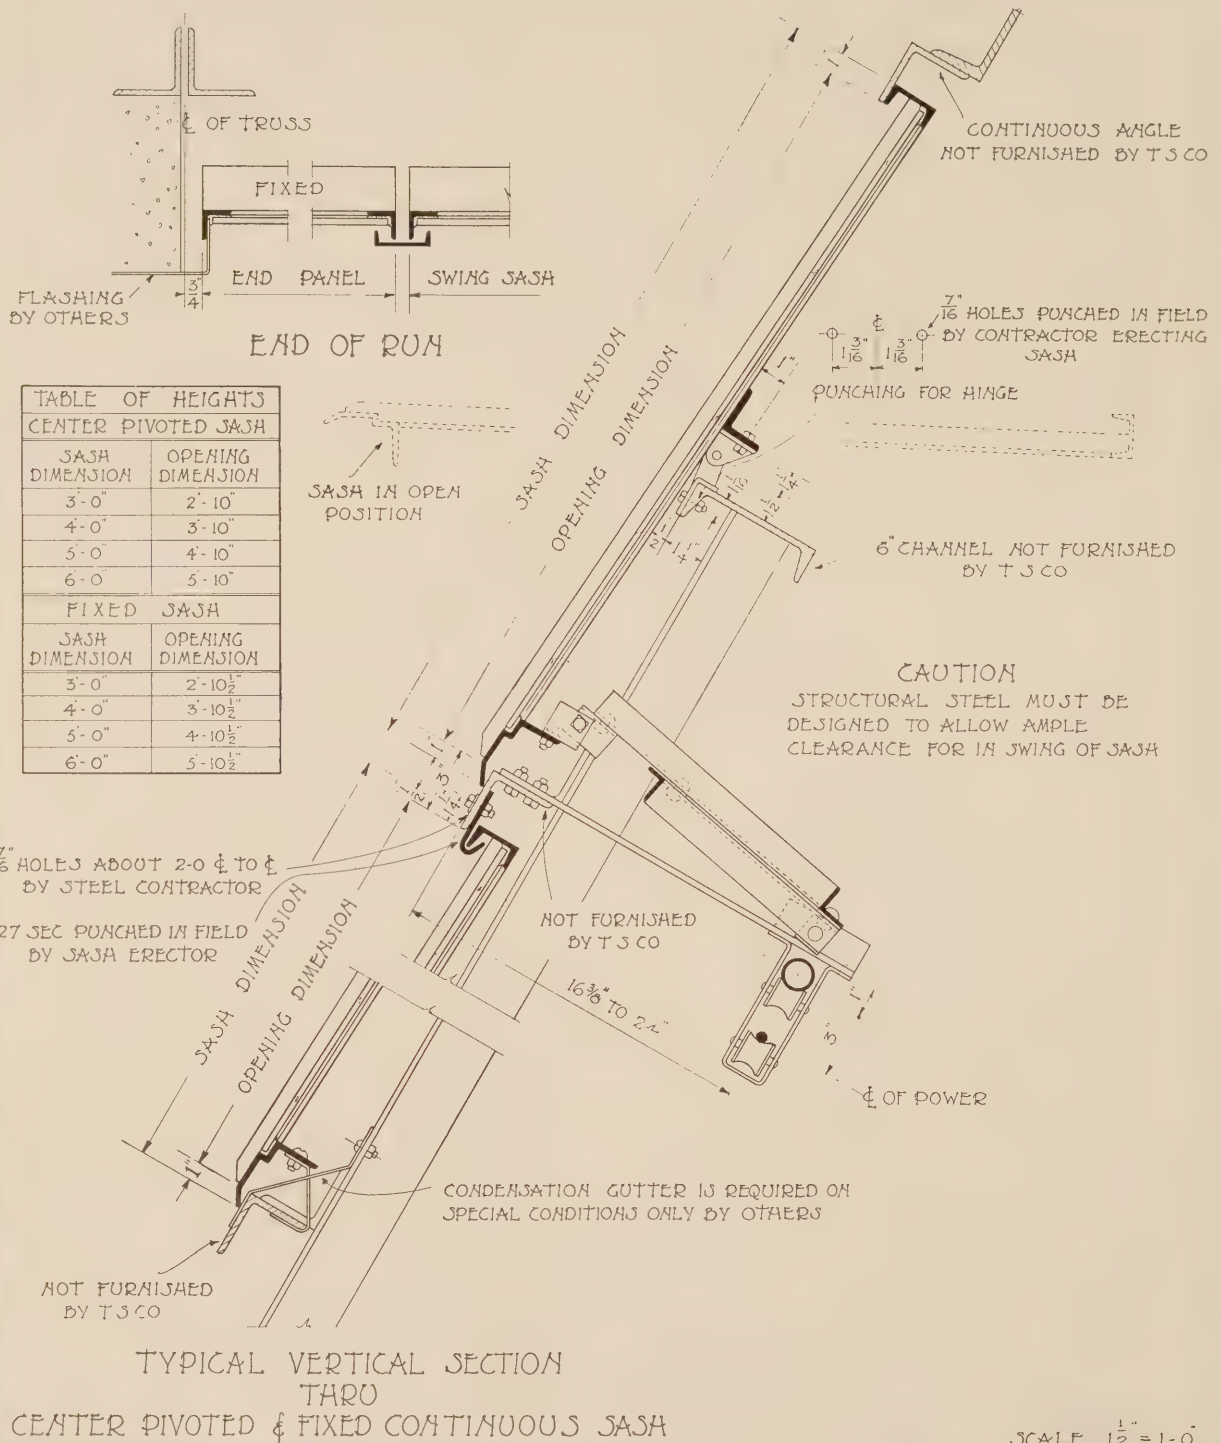 ℄ OF TRUSS
FIXED
END PANEL
SWING SASH
3/4"
FLASHING
BY OTHERS
END OF RUN
CONTINUOUS ANGLE
NOT FURNISHED BY T S CO
7/16" HOLES PUNCHED IN FIELD
BY CONTRACTOR ERECTING
SASH
℄
1 3/16" 1 3/16"
PUNCHING FOR HINGE
TABLE OF HEIGHTS
CENTER PIVOTED SASH
SASH DIMENSION OPENING DIMENSION
3'-0" 2'-10"
4'-0" 3'-10"
5'-0" 4'-10"
6'-0" 5'-10"
FIXED SASH
SASH DIMENSION OPENING DIMENSION
3'-0" 2'-10½"
4'-0" 3'-10½"
5'-0" 4'-10½"
6'-0" 5'-10½"
SASH IN OPEN
POSITION
SASH DIMENSION
OPENING DIMENSION
1"
6" CHANNEL NOT FURNISHED
BY T S CO
CAUTION
STRUCTURAL STEEL MUST BE
DESIGNED TO ALLOW AMPLE
CLEARANCE FOR IN SWING OF SASH
HOLES ABOUT 2-0 ℄ TO ℄
BY STEEL CONTRACTOR
27 SEC PUNCHED IN FIELD
BY SASH ERECTOR
SASH DIMENSION
OPENING DIMENSION
NOT FURNISHED
BY T S CO
16⅜" TO 24"
1"
3"
℄ OF POWER
1"
CONDENSATION GUTTER IS REQUIRED ON
SPECIAL CONDITIONS ONLY BY OTHERS
NOT FURNISHED
BY T S CO
TYPICAL VERTICAL SECTION
THRU
CENTER PIVOTED & FIXED CONTINUOUS SASH
SCALE 1½" = 1-0"